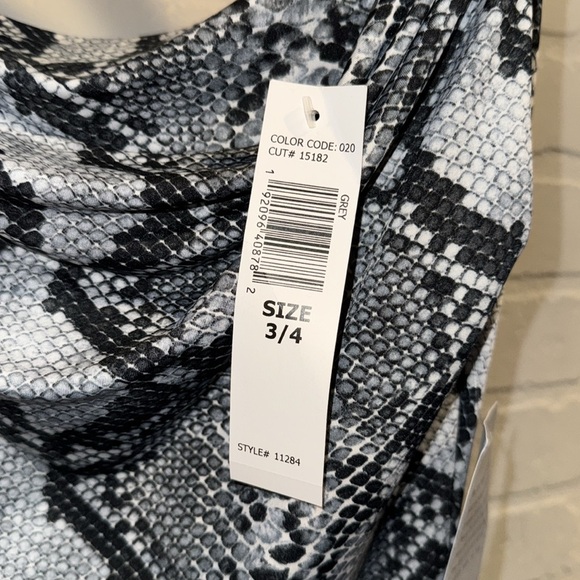 COLOR CODE: 020
CUT# 15182
GREY
1 92096 40878 2
SIZE
3/4
STYLE# 11284